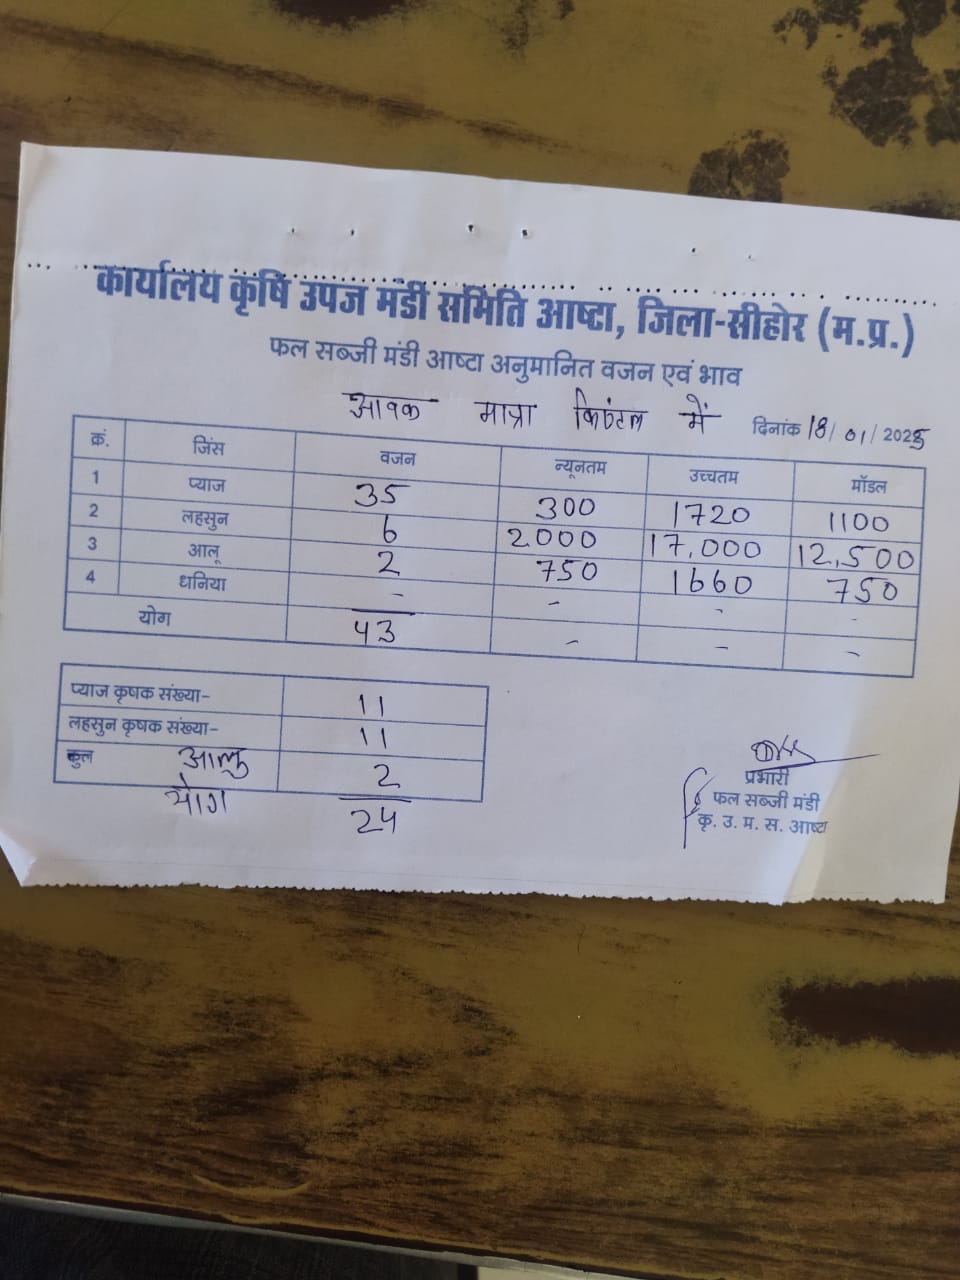 कार्यालय कृषि उपज मंडी समिति आष्टा, जिला-सीहोर (म.प्र.)
फल सब्जी मंडी आष्टा अनुमानित वजन एवं भाव
आवक मात्रा क्विंटल में दिनांक 18/01/2025
क्रं. जिंस वजन न्यूनतम उच्चतम मॉडल
1 प्याज 35 300 1720 1100
2 लहसुन 6 2000 17,000 12,500
3 आलू 2 750 1660 750
4 धनिया - - - -
योग 43 - - -
प्याज कृषक संख्या- 11
लहसुन कृषक संख्या- 11
कुल आलु 2
योग 24
प्रभारी
फल सब्जी मंडी
कृ. उ. म. स. आष्टा